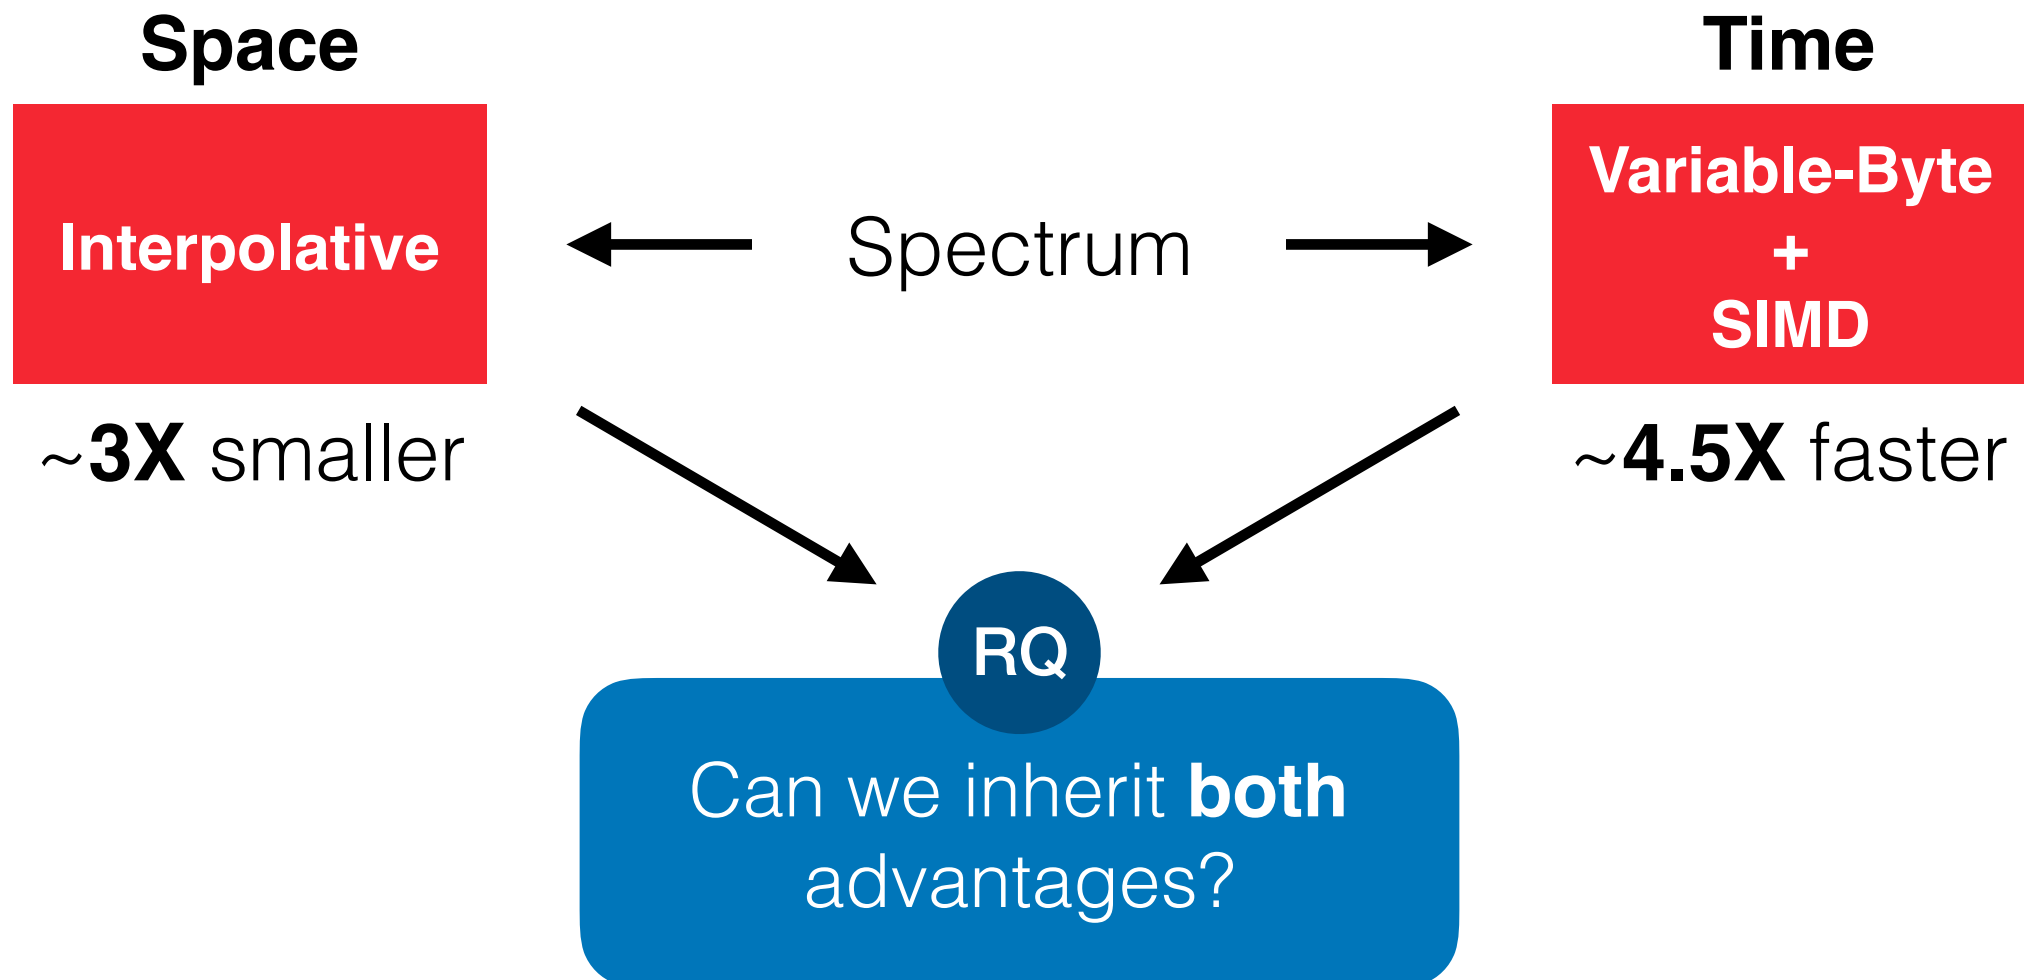 Space
Time
Interpolative
Spectrum
Variable-Byte
+
SIMD
~3X smaller
~4.5X faster
RQ
Can we inherit both
advantages?